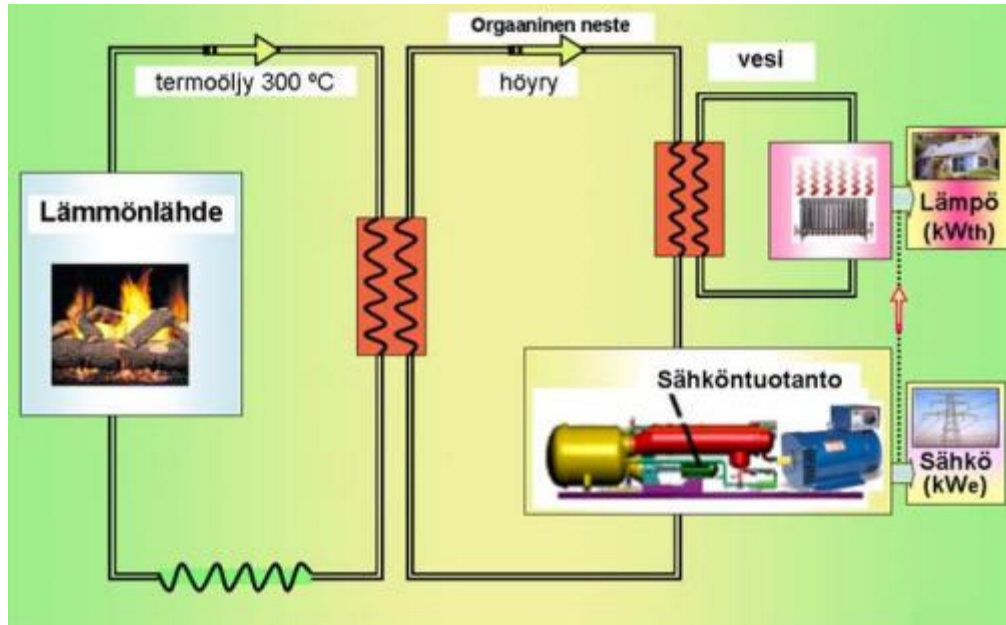 Orgaaninen neste
termoöljy 300 ºC
höyry
vesi
Lämmönlähde
Lämpö
(kWth)
Sähköntuotanto
Sähkö
(kWe)